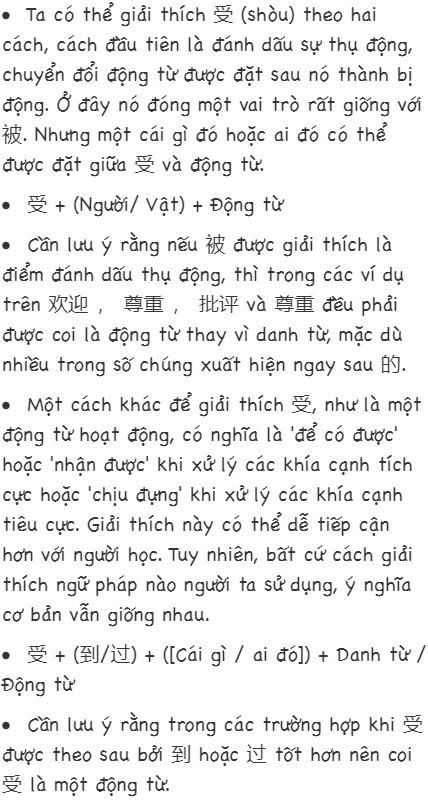 • Ta có thể giải thích 受 (shòu) theo hai
cách, cách đầu tiên là đánh dấu sự thụ động,
chuyển đổi động từ được đặt sau nó thành bị
động. Ở đây nó đóng một vai trò rất giống với
被. Nhưng một cái gì đó hoặc ai đó có thể
được đặt giữa 受 và động từ.
• 受 + (Người/ Vật) + Động từ
• Cần lưu ý rằng nếu 被 được giải thích là
điểm đánh dấu thụ động, thì trong các ví dụ
trên 欢迎 ， 尊重 ， 批评 và 尊重 đều phải
được coi là động từ thay vì danh từ, mặc dù
nhiều trong số chúng xuất hiện ngay sau 的.
• Một cách khác để giải thích 受, như là một
động từ hoạt động, có nghĩa là 'để có được'
hoặc 'nhận được' khi xử lý các khía cạnh tích
cực hoặc 'chịu đựng' khi xử lý các khía cạnh
tiêu cực. Giải thích này có thể dễ tiếp cận
hơn với người học. Tuy nhiên, bất cứ cách giải
thích ngữ pháp nào người ta sử dụng, ý nghĩa
cơ bản vẫn giống nhau.
• 受 + (到/过) + ([Cái gì / ai đó]) + Danh từ /
Động từ
• Cần lưu ý rằng trong các trường hợp khi 受
được theo sau bởi 到 hoặc 过 tốt hơn nên coi
受 là một động từ.